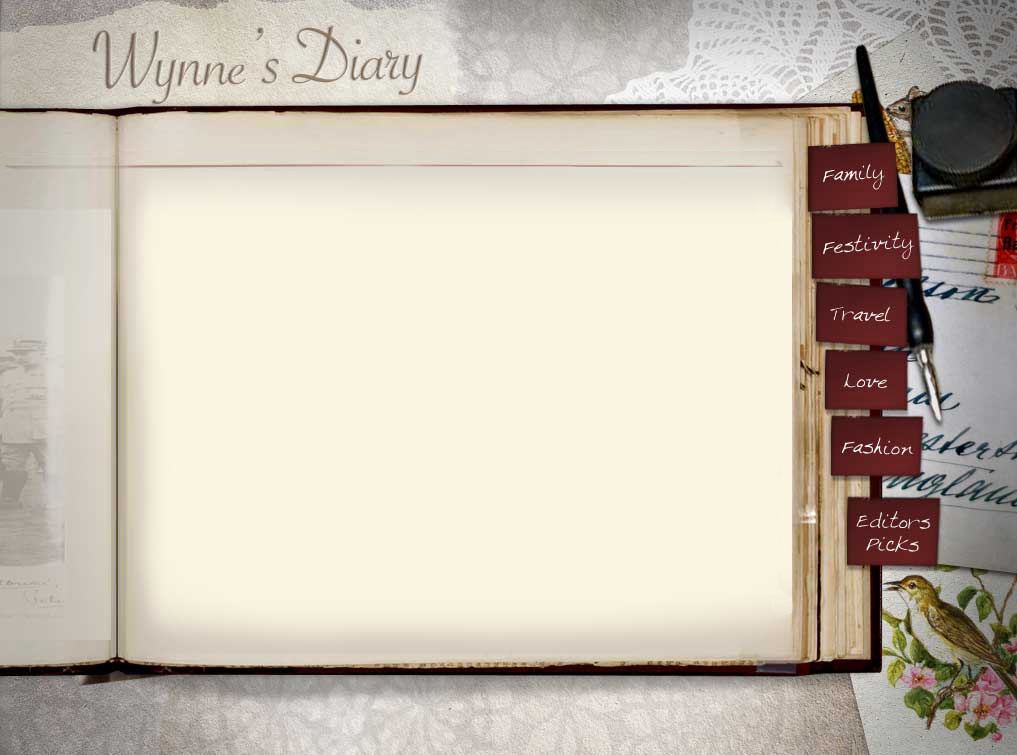 Wynne's Diary
Family
Festivity
Travel
Love
Fashion
Editors
Picks